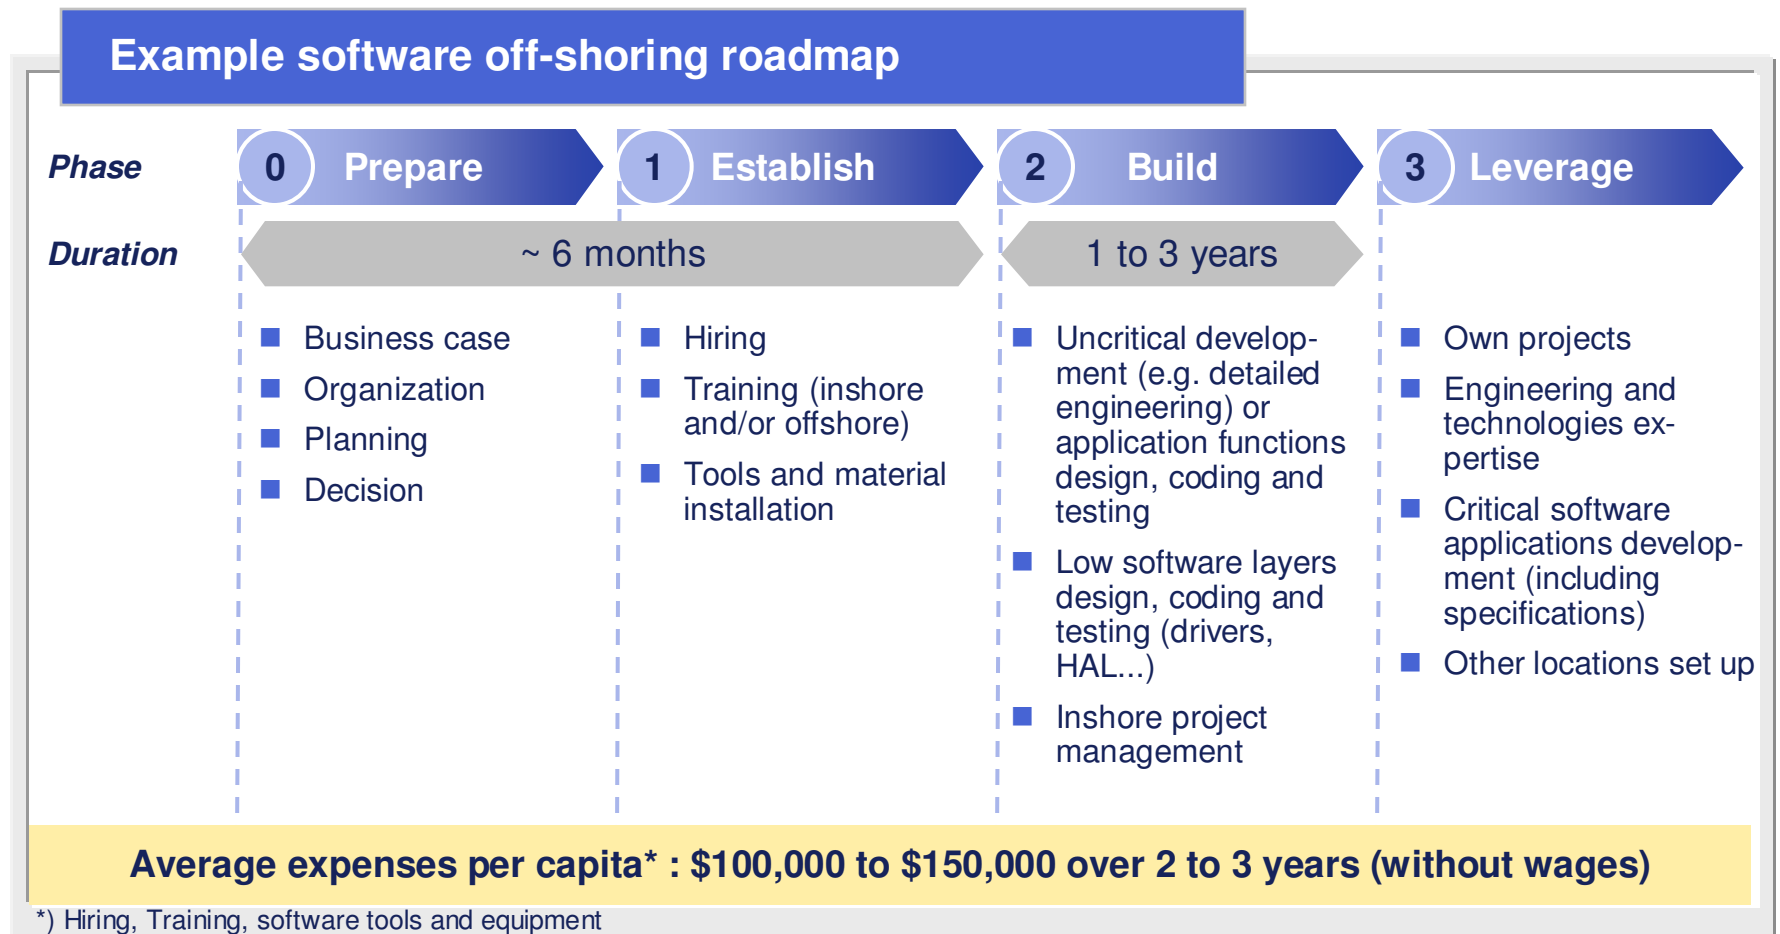 Example software off-shoring roadmap
Phase
0 Prepare
1 Establish
2 Build
3 Leverage
Duration
~ 6 months
1 to 3 years
Business case
Organization
Planning
Decision
Hiring
Training (inshore
and/or offshore)
Tools and material
installation
Uncritical develop-
ment (e.g. detailed
engineering) or
application functions
design, coding and
testing
Low software layers
design, coding and
testing (drivers,
HAL...)
Inshore project
management
Own projects
Engineering and
technologies ex-
pertise
Critical software
applications develop-
ment (including
specifications)
Other locations set up
Average expenses per capita* : $100,000 to $150,000 over 2 to 3 years (without wages)
*) Hiring, Training, software tools and equipment